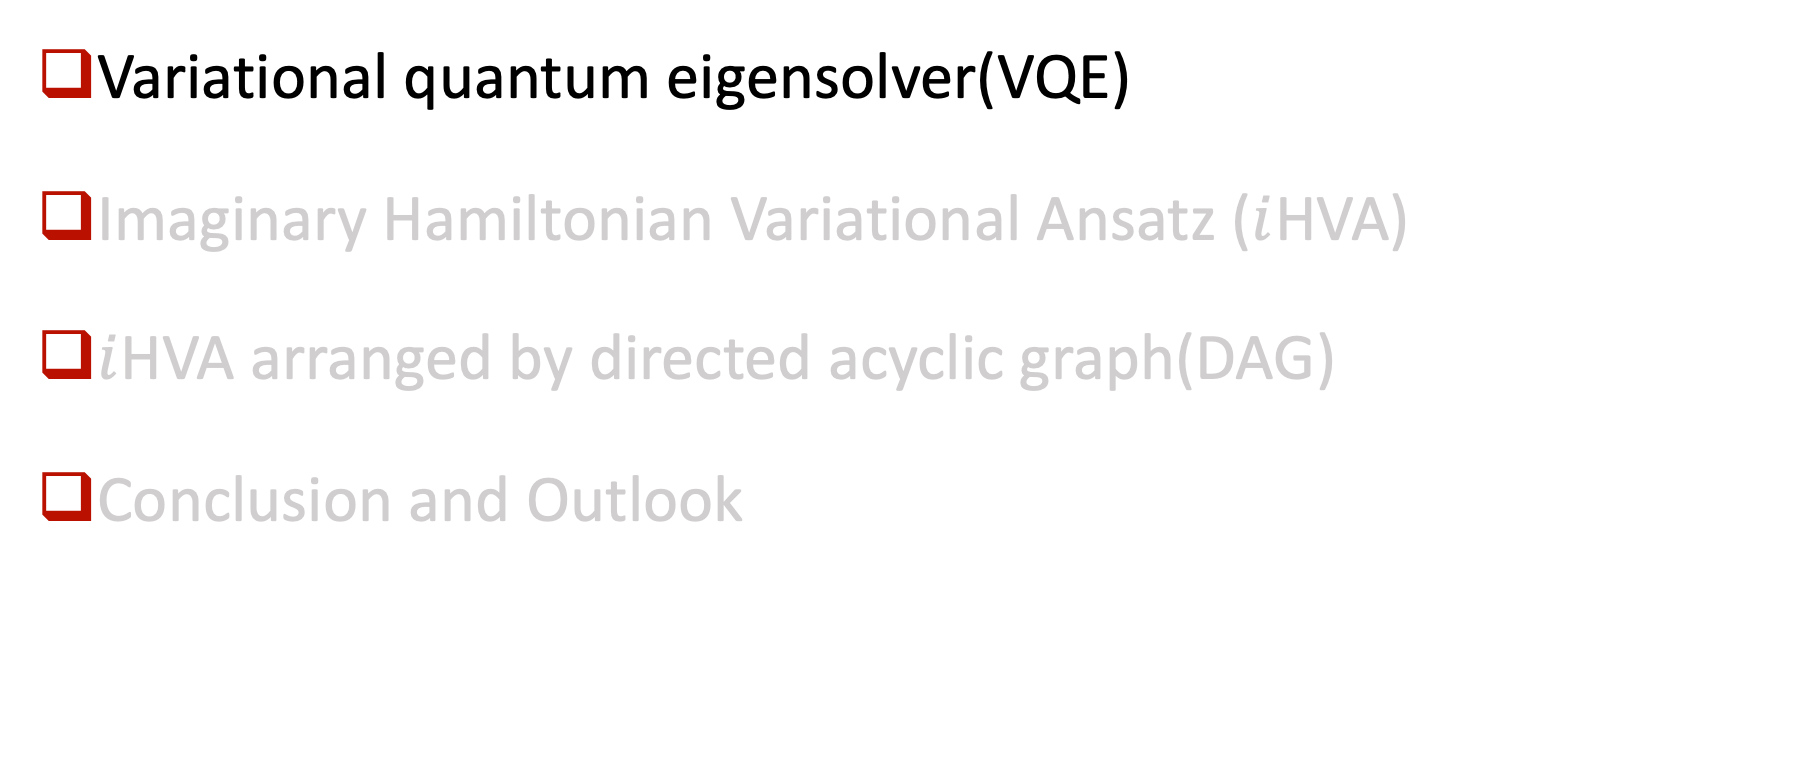 Variational quantum eigensolver(VQE)
Imaginary Hamiltonian Variational Ansatz (𝑖HVA)
𝑖HVA arranged by directed acyclic graph(DAG)
Conclusion and Outlook